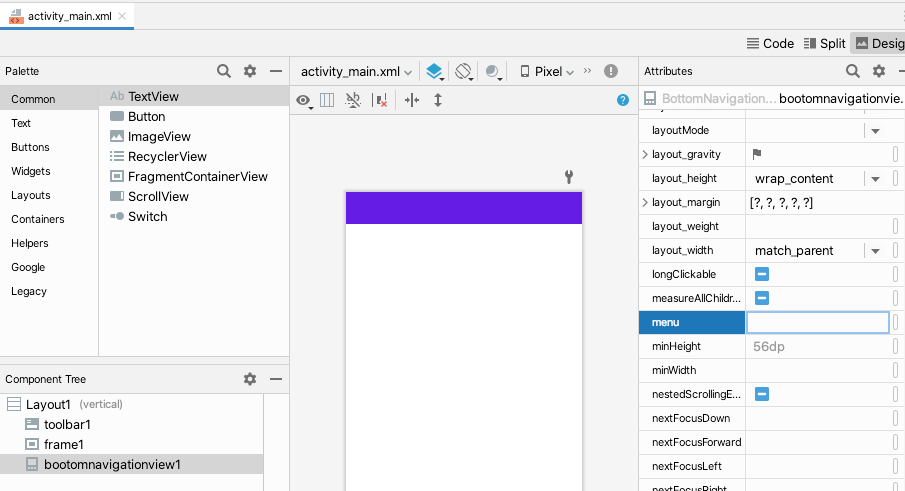 activity_main.xml
Code
Split
Desig
Palette
activity_main.xml
Pixel
Attributes
Common
Text
Buttons
Widgets
Layouts
Containers
Helpers
Google
Legacy
Ab TextView
Button
ImageView
RecyclerView
FragmentContainerView
ScrollView
Switch
BottomNavigation... bootomnavigationvie...
layoutMode
layout_gravity
layout_height wrap_content
layout_margin [?, ?, ?, ?, ?]
layout_weight
layout_width match_parent
longClickable
measureAllChildr...
menu
minHeight 56dp
minWidth
nestedScrollingE...
nextFocusDown
nextFocusForward
nextFocusLeft
nextFocusRight
Component Tree
Layout1 (vertical)
toolbar1
frame1
bootomnavigationview1